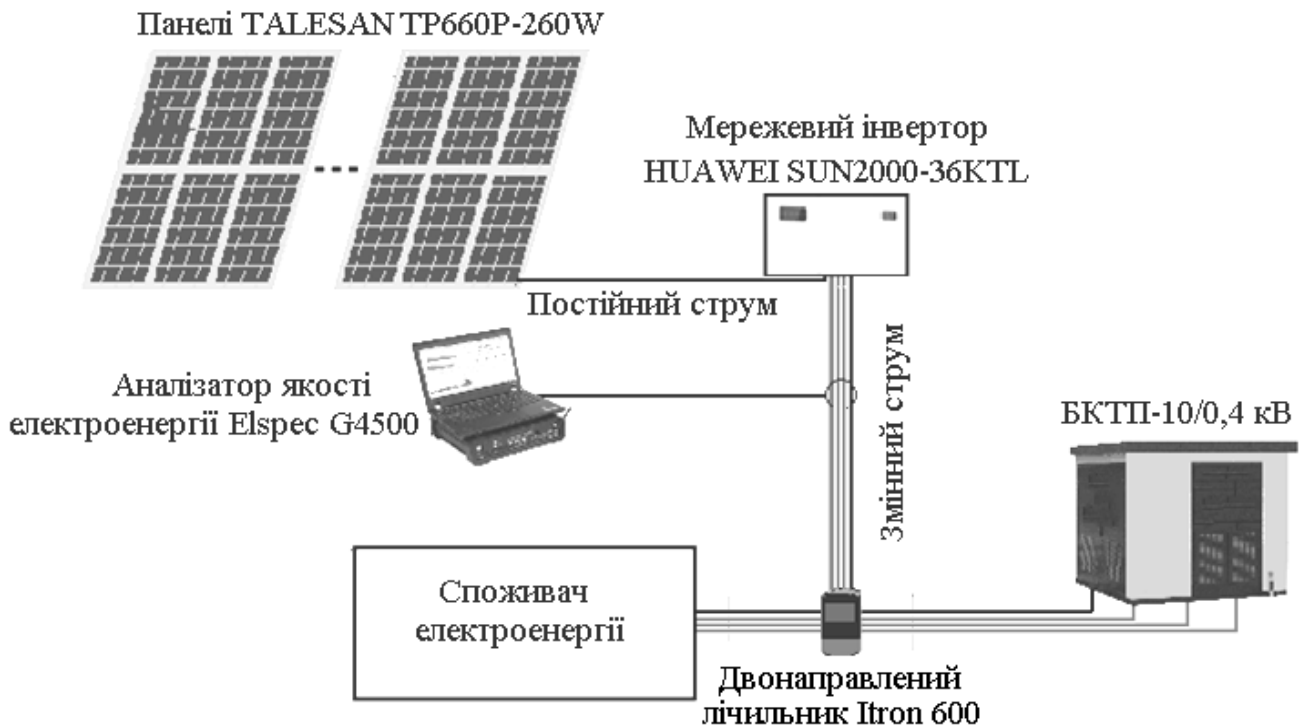 Панелі TALESAN TP660P-260W
Мережевий інвертор
HUAWEI SUN2000-36KTL
Постійний струм
Аналізатор якості
електроенергії Elspec G4500
Змінний струм
БКТП-10/0,4 кВ
Споживач
електроенергії
Двонаправлений
лічильник Itron 600